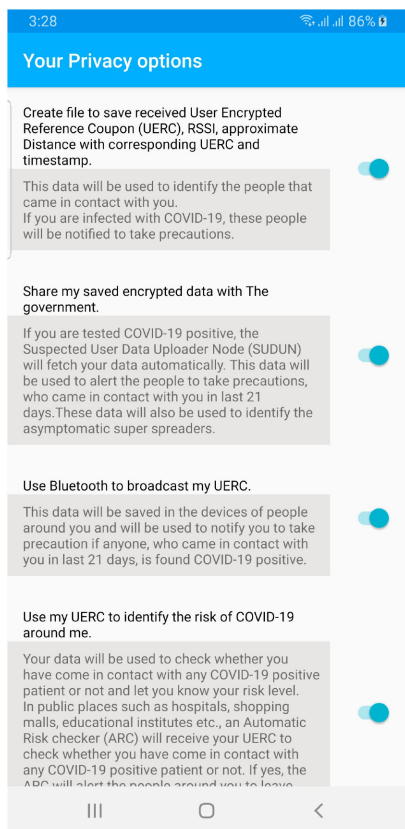 3:28 86%
Your Privacy options
Create file to save received User Encrypted
Reference Coupon (UERC), RSSI, approximate
Distance with corresponding UERC and
timestamp.
This data will be used to identify the people that
came in contact with you.
If you are infected with COVID-19, these people
will be notified to take precautions.
Share my saved encrypted data with The
government.
If you are tested COVID-19 positive, the
Suspected User Data Uploader Node (SUDUN)
will fetch your data automatically. This data will
be used to alert the people to take precautions,
who came in contact with you in last 21
days.These data will also be used to identify the
asymptomatic super spreaders.
Use Bluetooth to broadcast my UERC.
This data will be saved in the devices of people
around you and will be used to notify you to take
precaution if anyone, who came in contact with
you in last 21 days, is found COVID-19 positive.
Use my UERC to identify the risk of COVID-19
around me.
Your data will be used to check whether you
have come in contact with any COVID-19 positive
patient or not and let you know your risk level.
In public places such as hospitals, shopping
malls, educational institutes etc., an Automatic
Risk checker (ARC) will receive your UERC to
check whether you have come in contact with
any COVID-19 positive patient or not. If yes, the
ARC will alert the people around you to leave